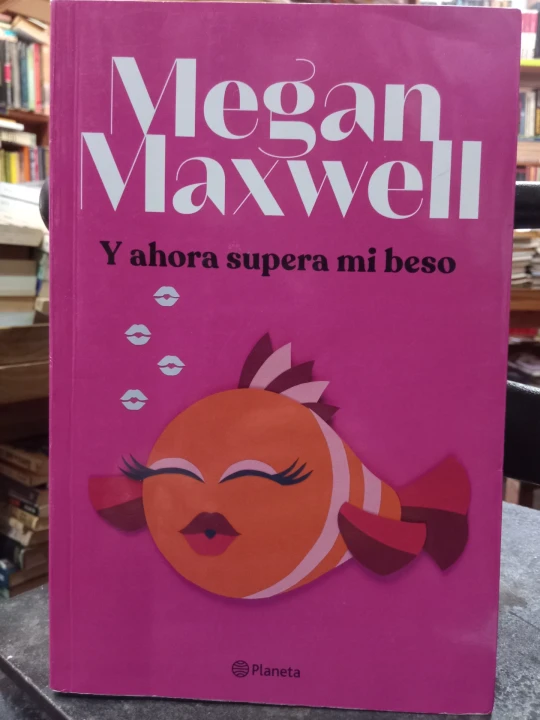 Megan
Maxwell
Y ahora supera mi beso
Planeta